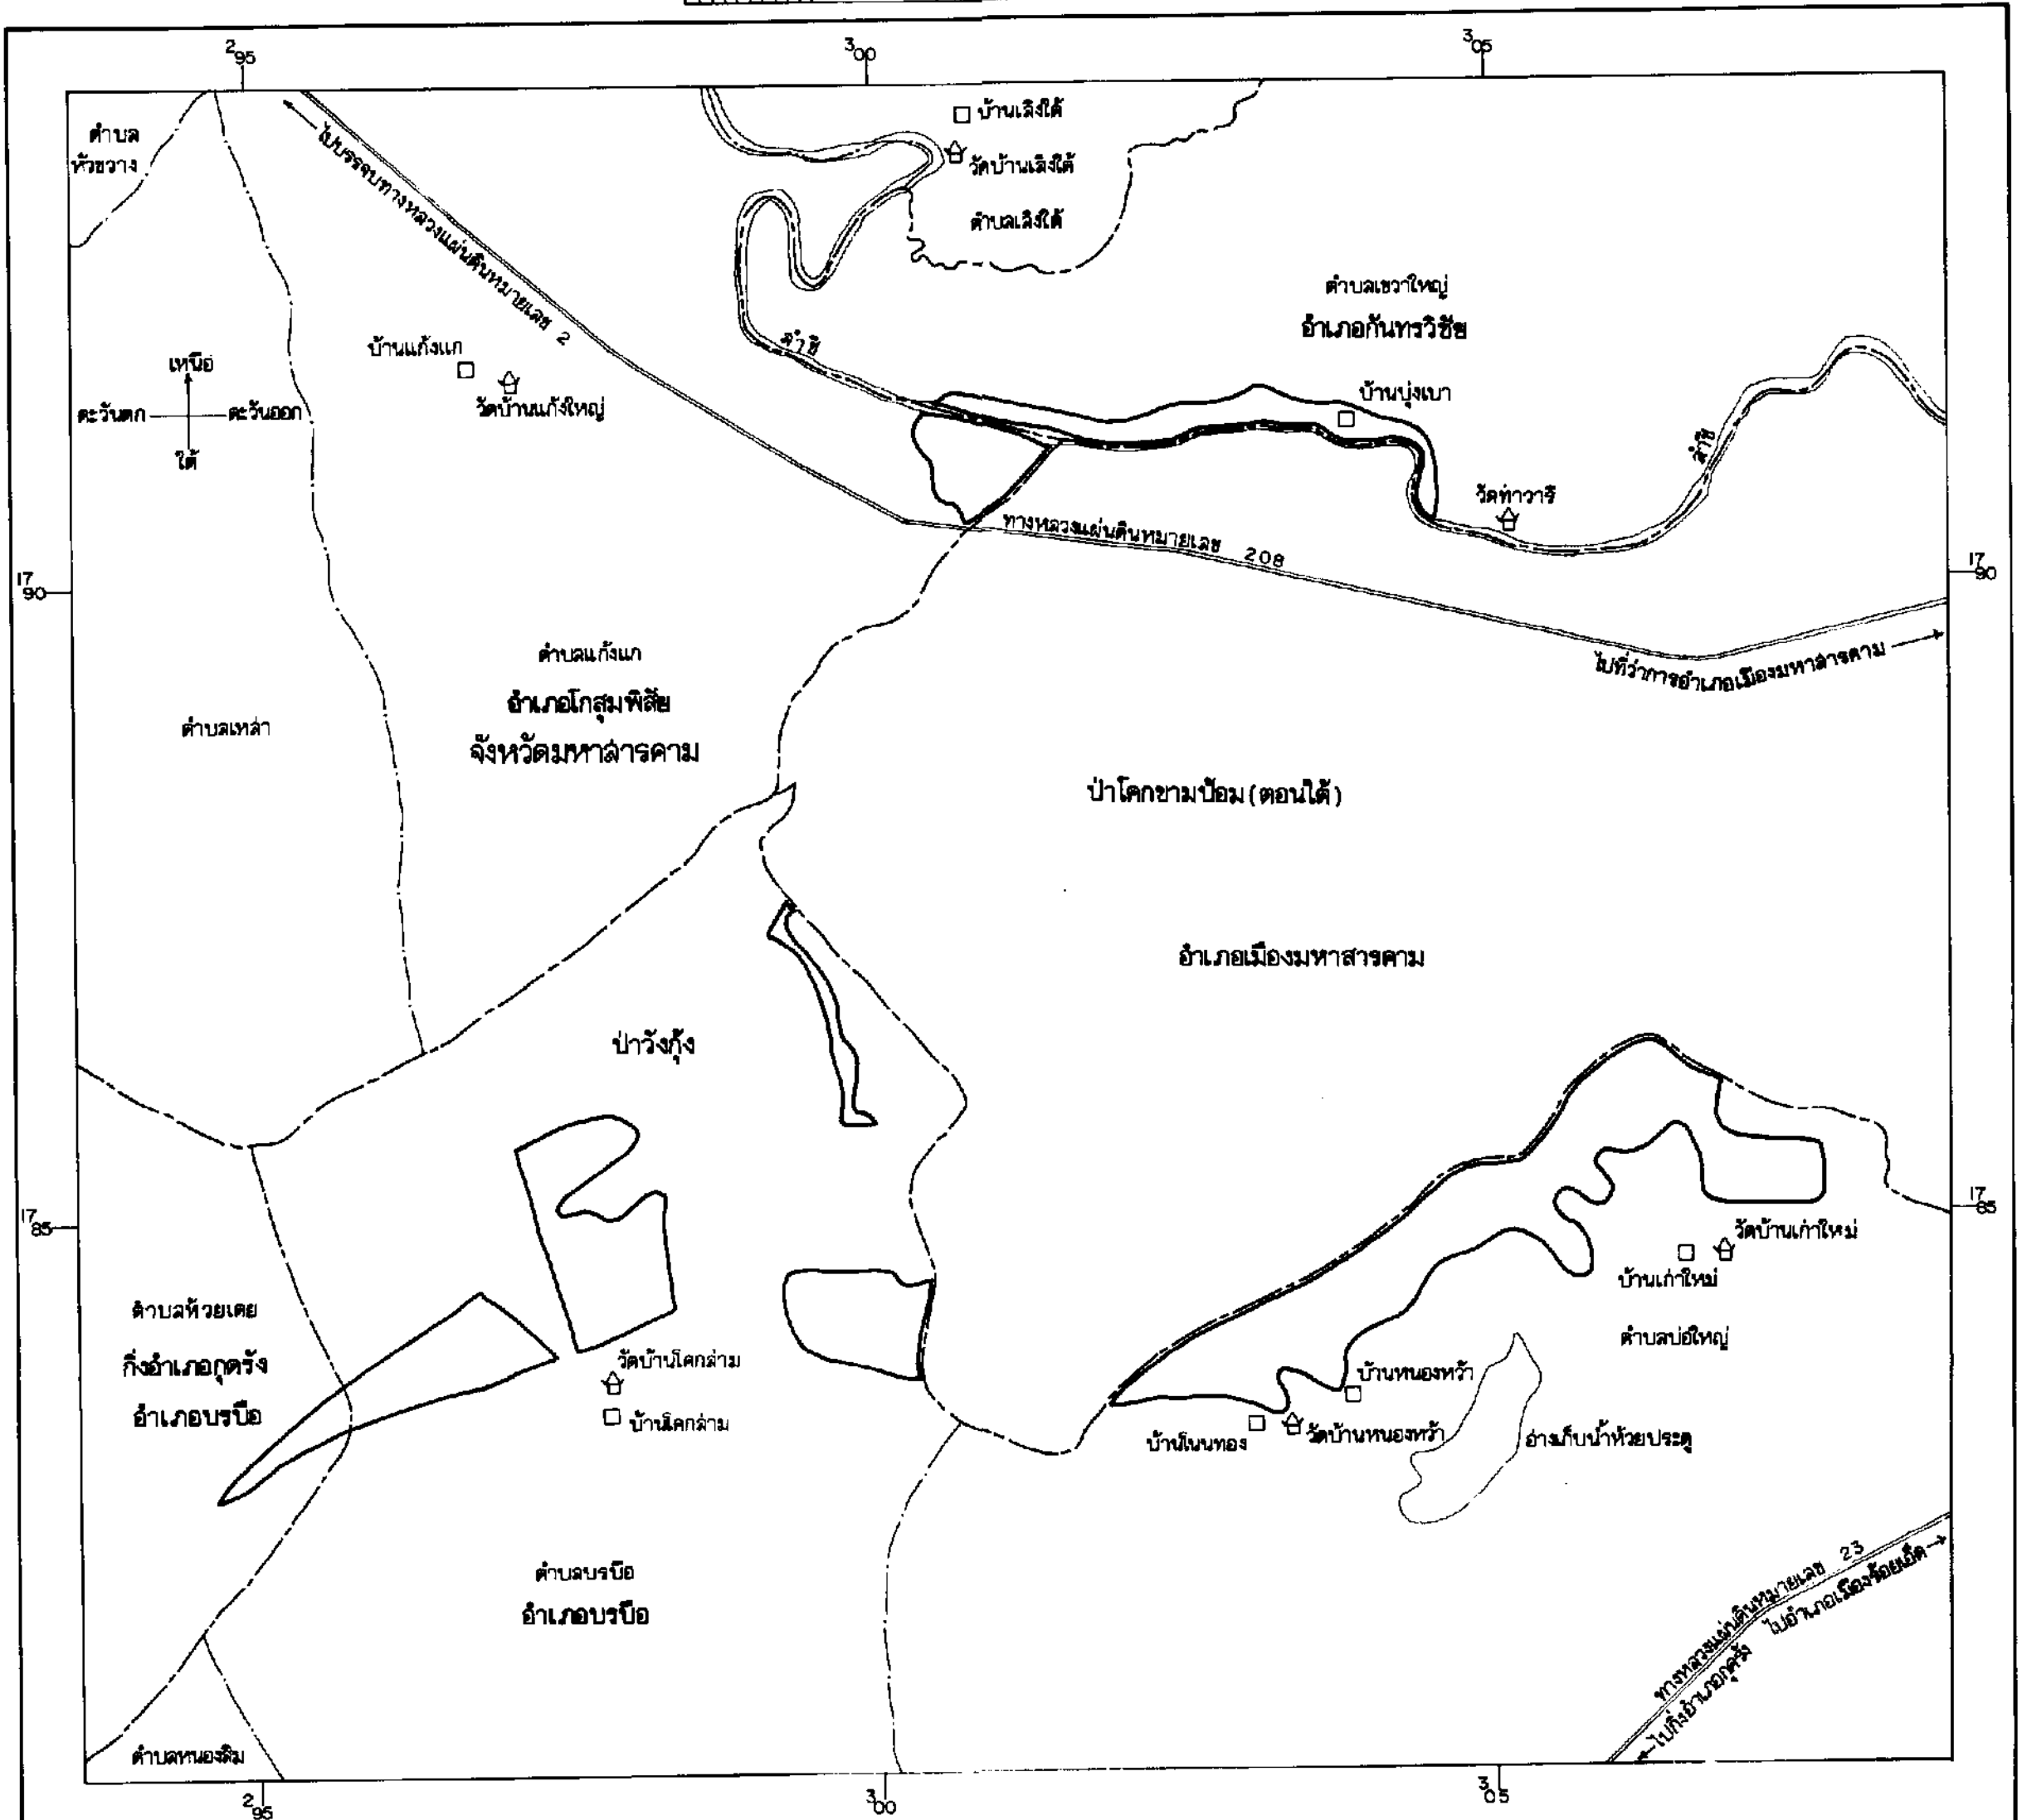 295
300
305
ตำบล
หัวขวาง
ไปบรรจบทางหลวงแผ่นดินหมายเลข 2
บ้านเลิงใต้
วัดบ้านเลิงใต้
ตำบลเลิงใต้
ตำบลเขวาใหญ่
อำเภอกันทรวิชัย
ลำชี
บ้านแก้งแก
วัดบ้านแก้งใหญ่
เหนือ
ตะวันตก
ตะวันออก
ใต้
บ้านบุ่งเบา
ลำชี
วัดท่าวารี
ทางหลวงแผ่นดินหมายเลข 208
1790
1790
ไปที่ว่าการอำเภอเมืองมหาสารคาม
ตำบลแก้งแก
อำเภอโกสุมพิสัย
จังหวัดมหาสารคาม
ตำบลเหล่า
ป่าโคกขามป้อม(ตอนใต้)
อำเภอเมืองมหาสารคาม
ป่าวังกุ้ง
1785
1785
วัดบ้านเก่าใหม่
บ้านเก่าใหม่
ตำบลบ่อใหญ่
ตำบลห้วยเตย
กิ่งอำเภอกุดรัง
อำเภอบรบือ
วัดบ้านโคกล่าม
บ้านโคกล่าม
บ้านหนองหว้า
บ้านโนนทอง
วัดบ้านหนองหว้า
อ่างเก็บน้ำห้วยประดู่
ตำบลบรบือ
อำเภอบรบือ
ทางหลวงแผ่นดินหมายเลข 23
ไปกิ่งอำเภอกุดรัง
ไปอำเภอเมืองร้อยเอ็ด
ตำบลหนองสิม
295
300
305